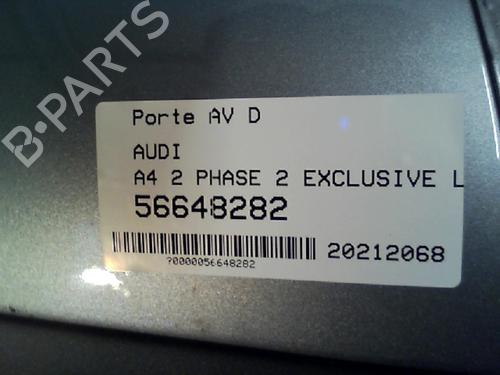 B-PARTS
Porte AV D
AUDI
A4 2 PHASE 2 EXCLUSIVE L
56648282
20212068
?0000056648282